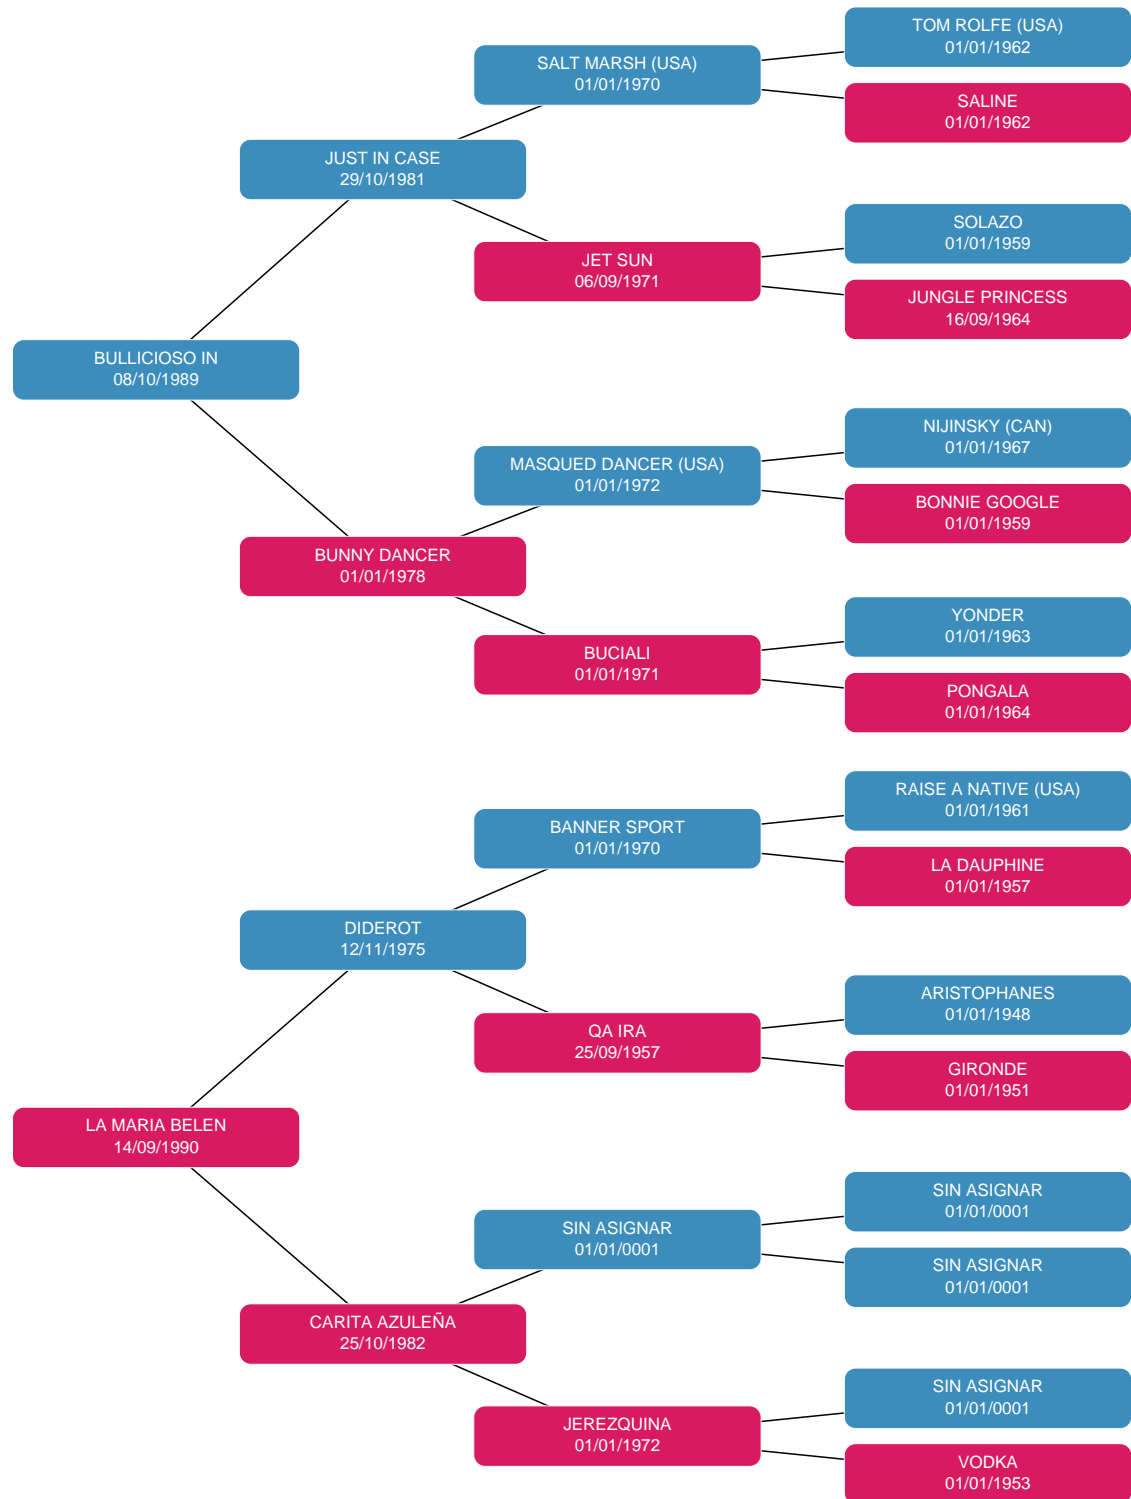 TOM ROLFE (USA)
01/01/1962
SALT MARSH (USA)
01/01/1970
SALINE
01/01/1962
JUST IN CASE
29/10/1981
SOLAZO
01/01/1959
JET SUN
06/09/1971
JUNGLE PRINCESS
16/09/1964
BULLICIOSO IN
08/10/1989
NIJINSKY (CAN)
01/01/1967
MASQUED DANCER (USA)
01/01/1972
BONNIE GOOGLE
01/01/1959
BUNNY DANCER
01/01/1978
YONDER
01/01/1963
BUCIALI
01/01/1971
PONGALA
01/01/1964
RAISE A NATIVE (USA)
01/01/1961
BANNER SPORT
01/01/1970
LA DAUPHINE
01/01/1957
DIDEROT
12/11/1975
ARISTOPHANES
01/01/1948
QA IRA
25/09/1957
GIRONDE
01/01/1951
LA MARIA BELEN
14/09/1990
SIN ASIGNAR
01/01/0001
SIN ASIGNAR
01/01/0001
SIN ASIGNAR
01/01/0001
CARITA AZULEÑA
25/10/1982
SIN ASIGNAR
01/01/0001
JEREZQUINA
01/01/1972
VODKA
01/01/1953